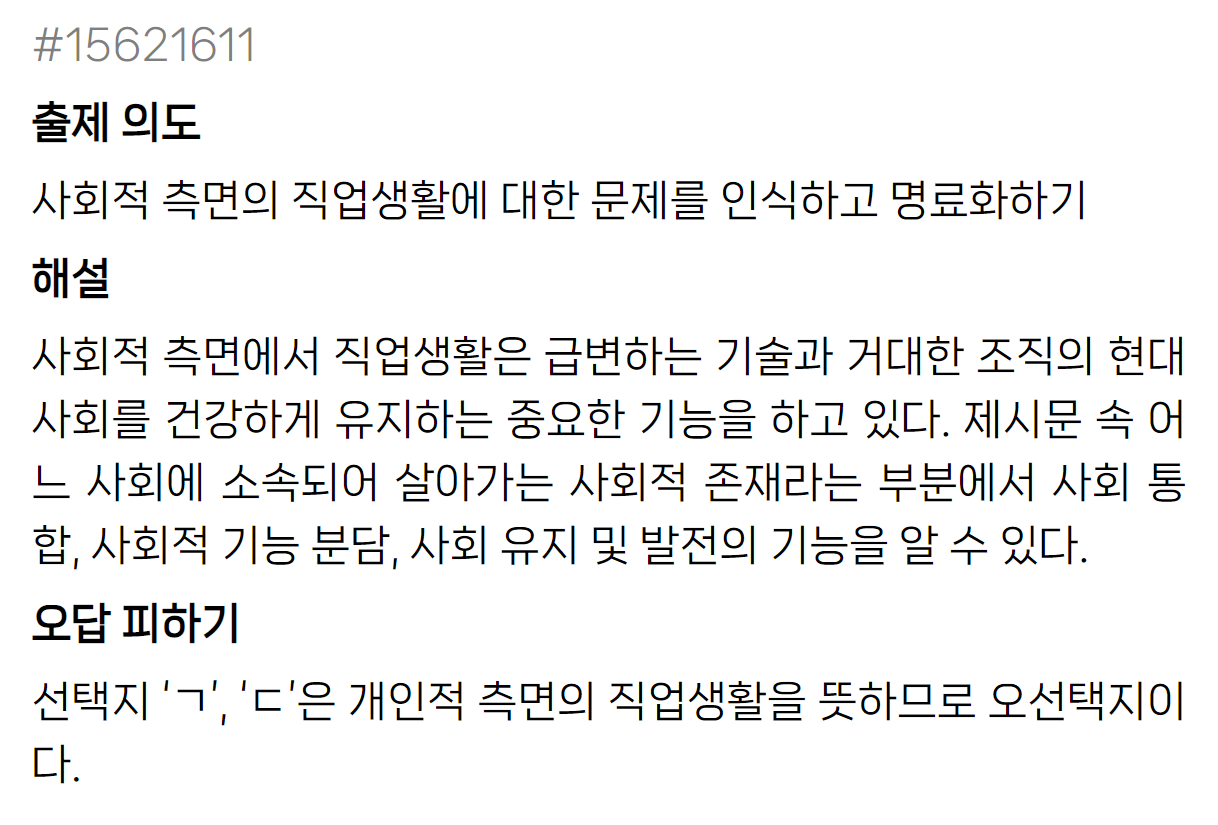 #15621611
출제 의도
사회적 측면의 직업생활에 대한 문제를 인식하고 명료화하기
해설
사회적 측면에서 직업생활은 급변하는 기술과 거대한 조직의 현대
사회를 건강하게 유지하는 중요한 기능을 하고 있다. 제시문 속 어
느 사회에 소속되어 살아가는 사회적 존재라는 부분에서 사회 통
합, 사회적 기능 분담, 사회 유지 및 발전의 기능을 알 수 있다.
오답 피하기
선택지 ‘ㄱ’, ‘ㄷ’은 개인적 측면의 직업생활을 뜻하므로 오선택지이
다.